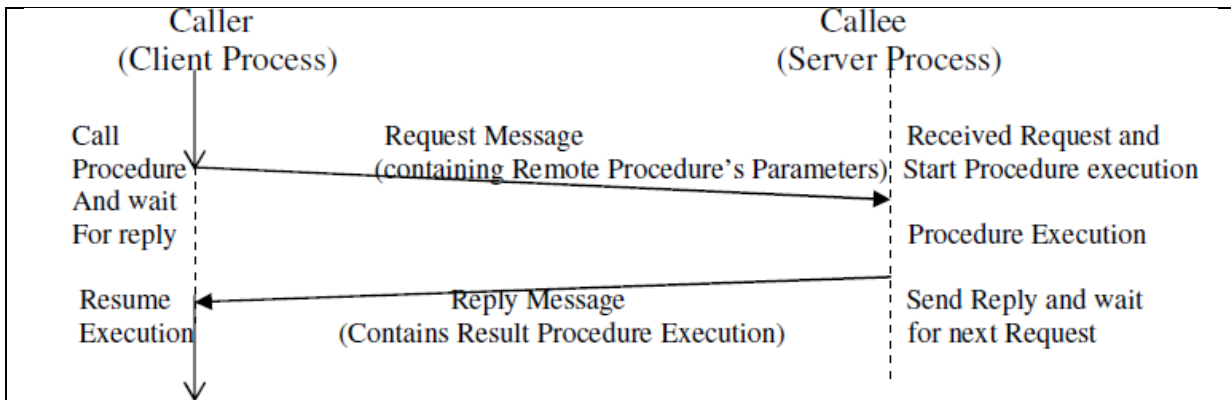 Caller
(Client Process)
Callee
(Server Process)
Call
Procedure
And wait
For reply
Request Message
(containing Remote Procedure's Parameters)
Received Request and
Start Procedure execution
Procedure Execution
Resume
Execution
Reply Message
(Contains Result Procedure Execution)
Send Reply and wait
for next Request